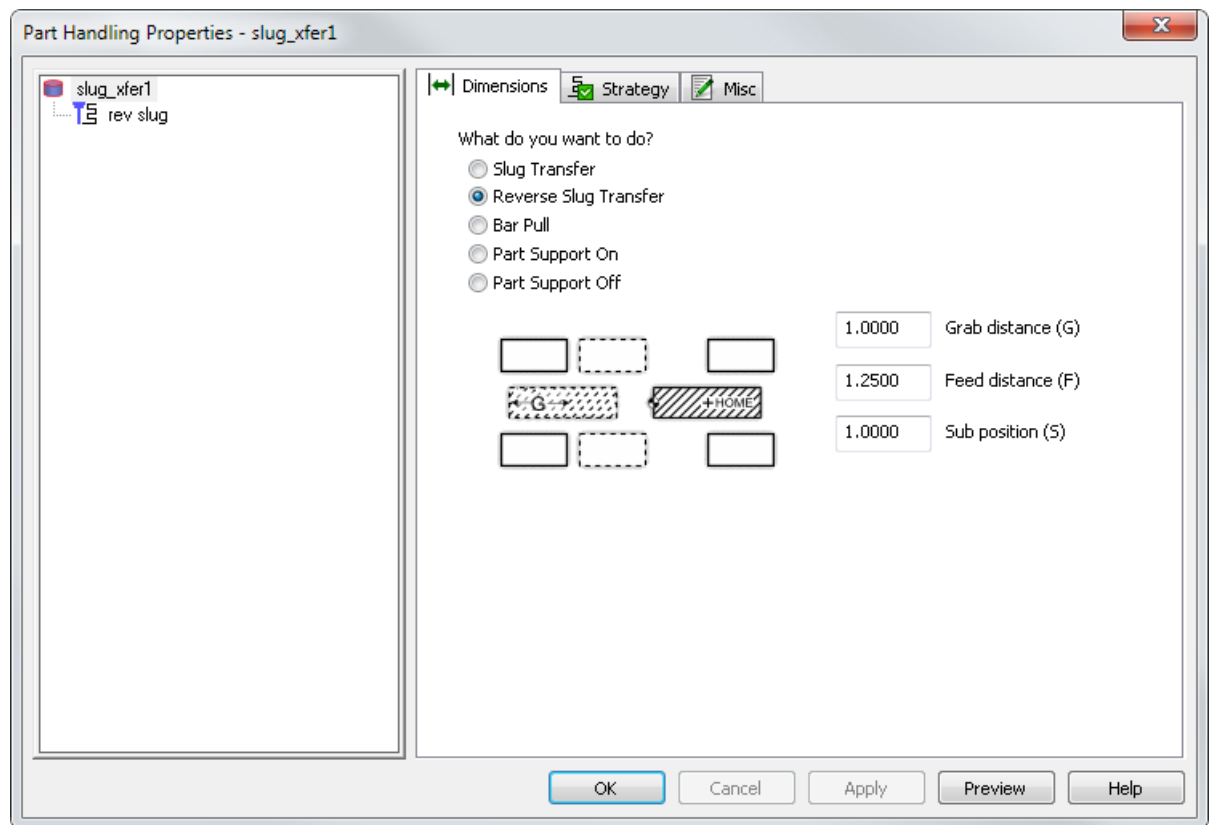 Part Handling Properties - slug_xfer1
slug_xfer1
rev slug
Dimensions Strategy Misc
What do you want to do?
Slug Transfer
Reverse Slug Transfer
Bar Pull
Part Support On
Part Support Off
G
+HOME
1.0000 Grab distance (G)
1.2500 Feed distance (F)
1.0000 Sub position (S)
OK Cancel Apply Preview Help